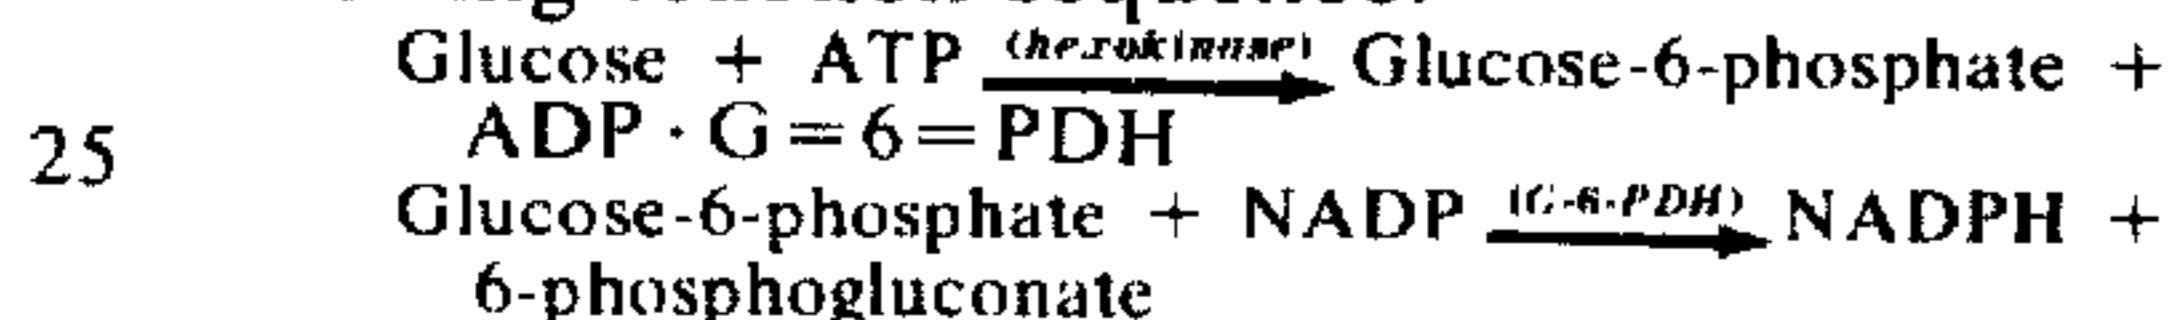 Glucose + ATP (hexokinase) Glucose-6-phosphate +
ADP · G=6=PDH
25
Glucose-6-phosphate + NADP (G-6-PDH) NADPH +
6-phosphogluconate